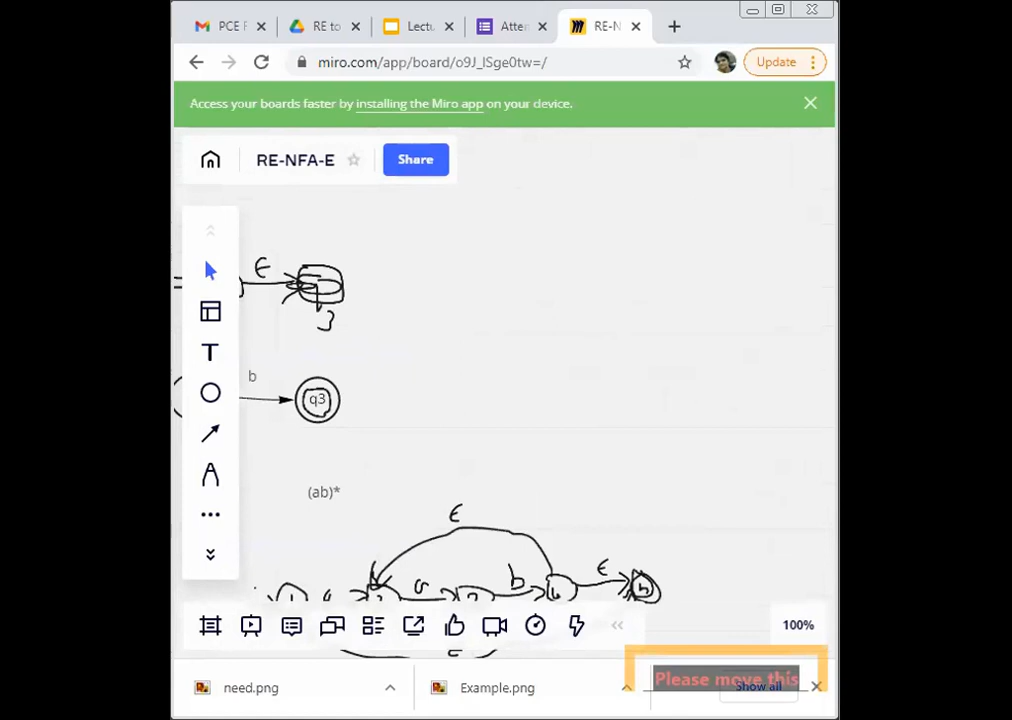 PCE F
RE to
Lectu
Atten
RE-N
miro.com/app/board/o9J_lSge0tw=/
Update
Access your boards faster by installing the Miro app on your device.
RE-NFA-E
Share
ε
3
b
q3
(ab)*
ε
a
b
ε
100%
need.png
Example.png
Please move this
Show all